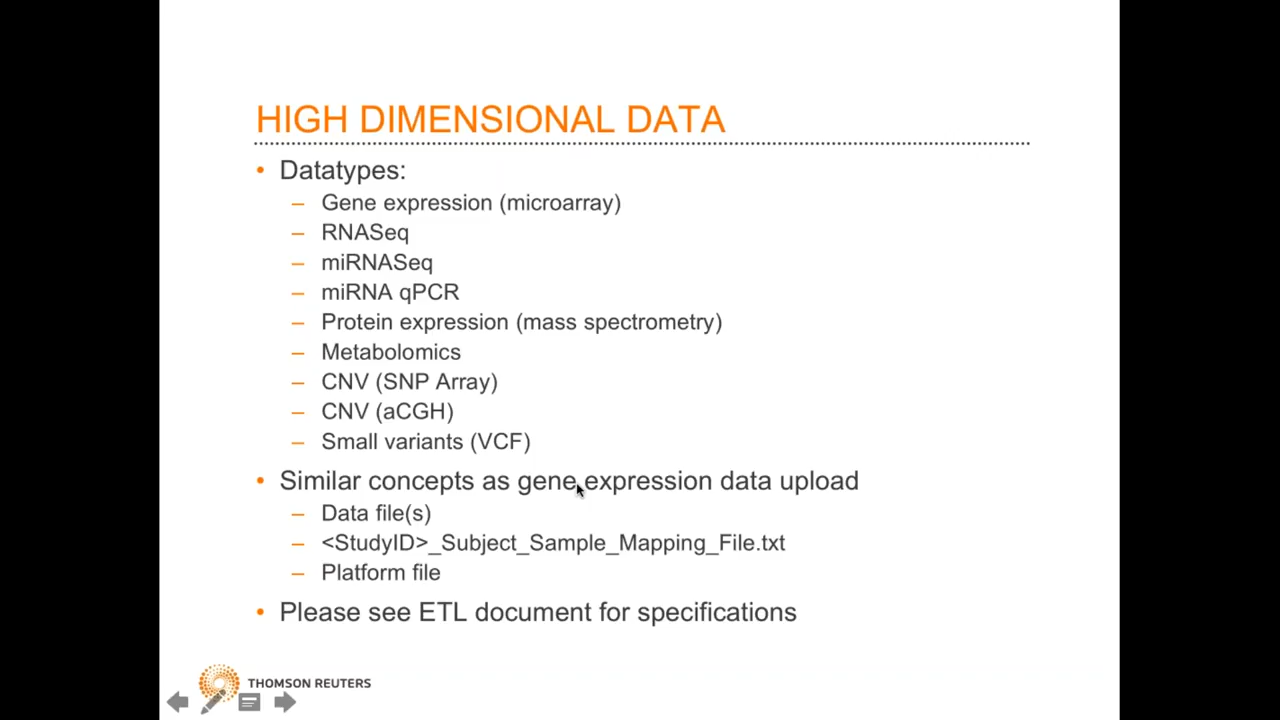 HIGH DIMENSIONAL DATA
• Datatypes:
– Gene expression (microarray)
– RNASeq
– miRNASeq
– miRNA qPCR
– Protein expression (mass spectrometry)
– Metabolomics
– CNV (SNP Array)
– CNV (aCGH)
– Small variants (VCF)
• Similar concepts as gene expression data upload
– Data file(s)
– <StudyID>_Subject_Sample_Mapping_File.txt
– Platform file
• Please see ETL document for specifications
THOMSON REUTERS